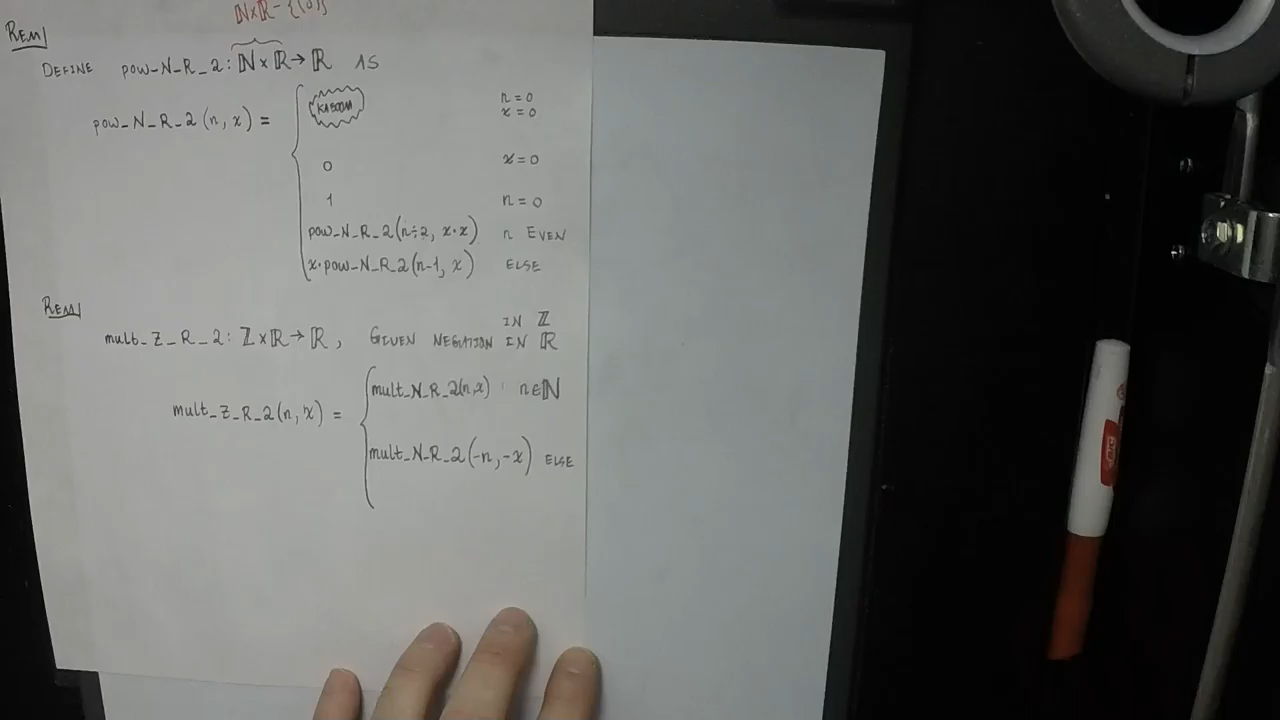 REM
DEFINE pow_N_R_2: ℕ×ℝ→ℝ AS
pow_N_R_2(n, x) =
KABOOM n=0
x=0
0 x=0
1 n=0
pow_N_R_2(n÷2, x·x) n EVEN
x·pow_N_R_2(n-1, x) ELSE
REM
IN ℤ
mult_Z_R_2: ℤ×ℝ→ℝ, GIVEN NEGATION IN ℝ
mult_N_R_2(n,x) n∈ℕ
mult_Z_R_2(n, x) =
mult_N_R_2(-n, -x) ELSE